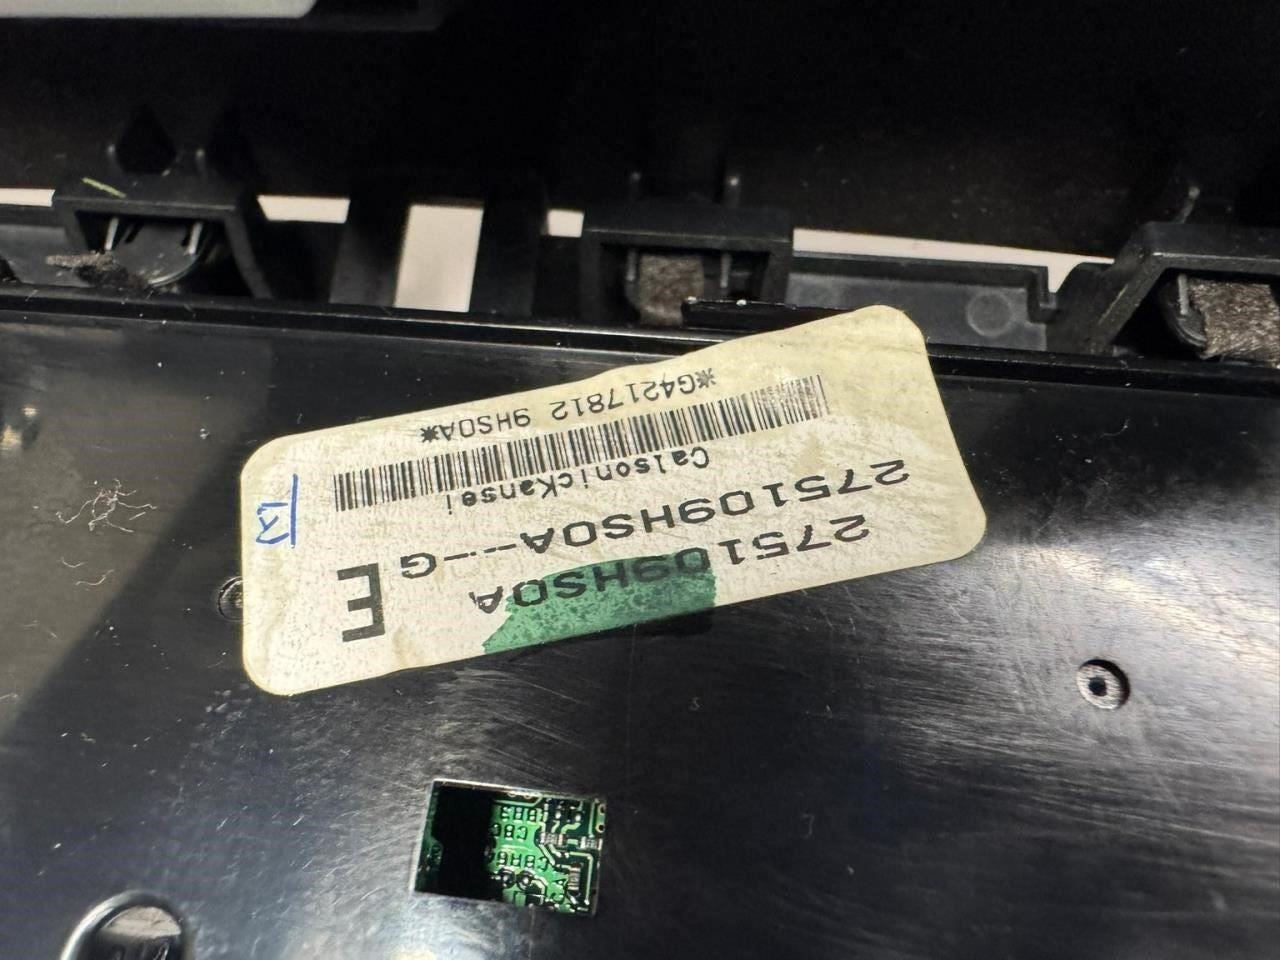 275109HS0A
275109HS0A---G
E
CalsonicKansei
*G4217812 9HS0A*